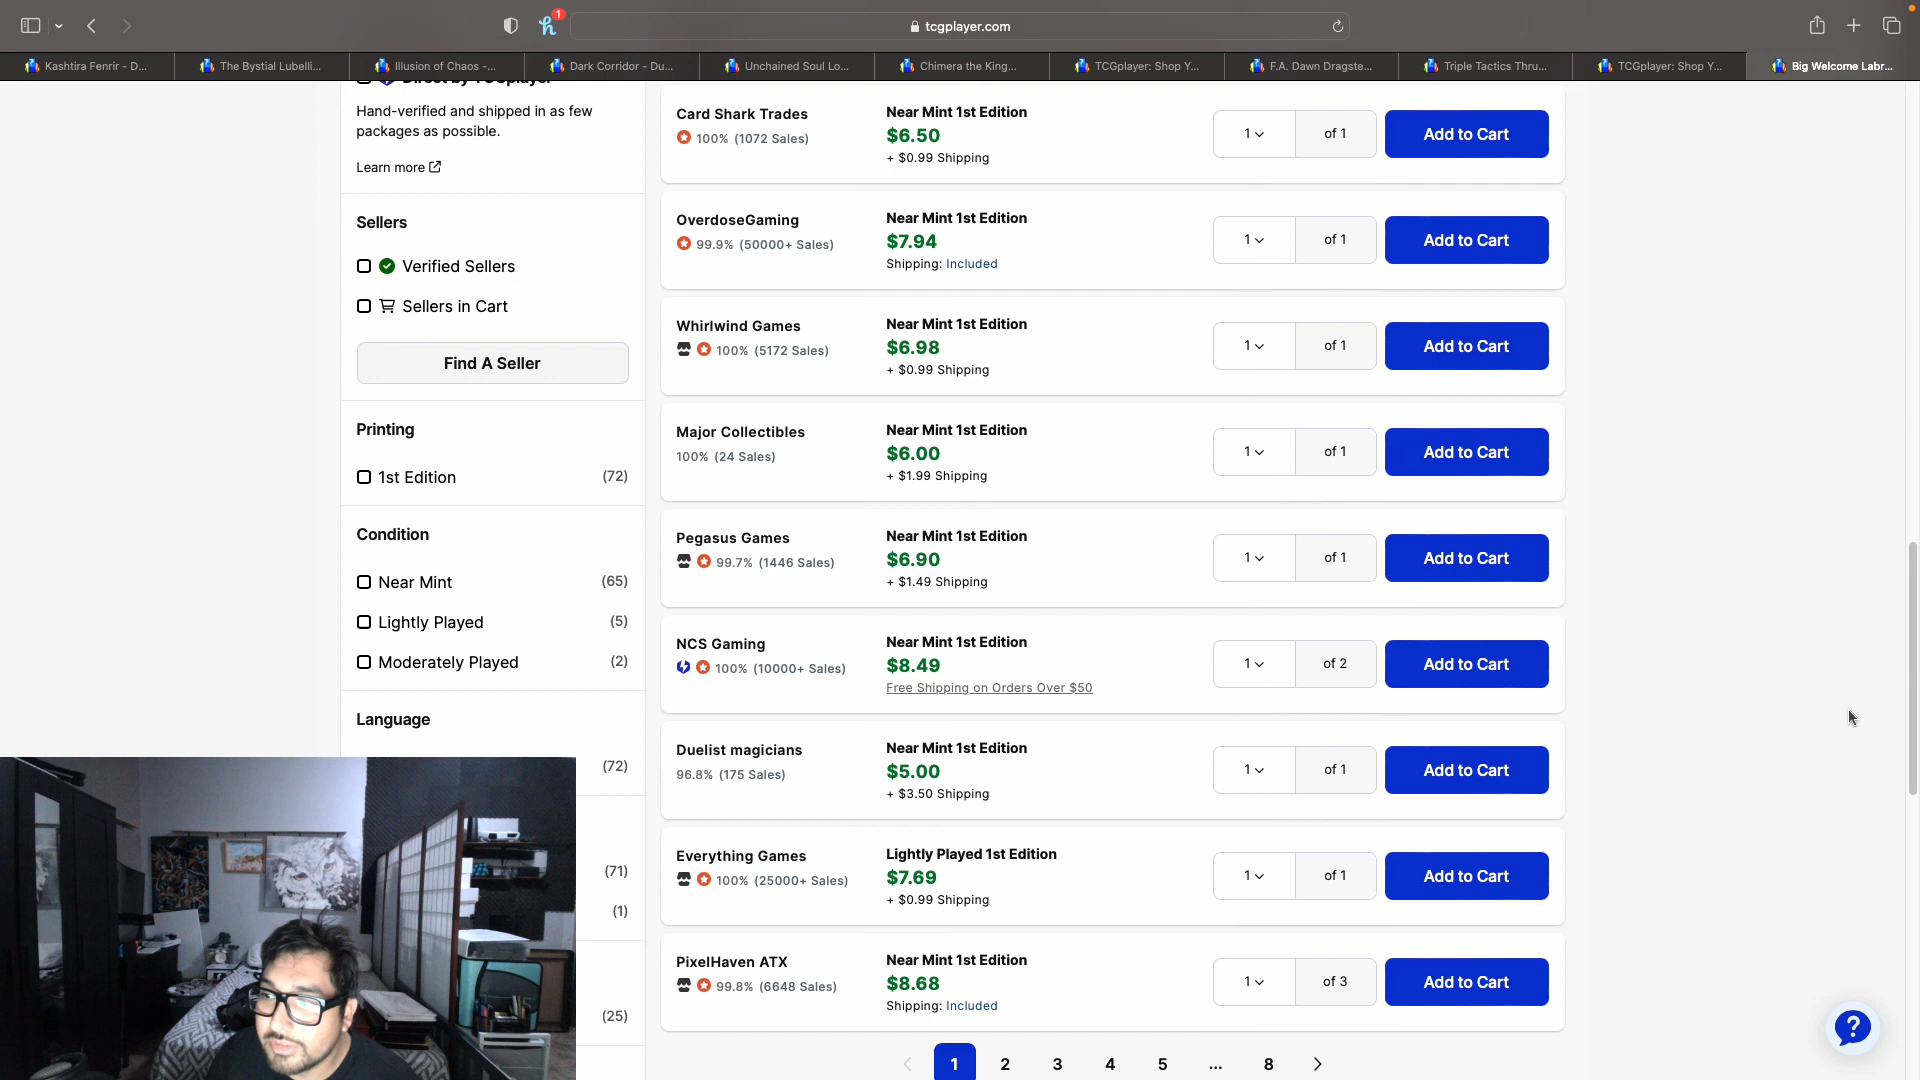 1
tcgplayer.com
Kashtira Fenrir - D...
The Bystial Lubelli...
Illusion of Chaos -...
Dark Corridor - Du...
Unchained Soul Lo...
Chimera the King...
TCGplayer: Shop Y...
F.A. Dawn Dragste...
Triple Tactics Thru...
TCGplayer: Shop Y...
Big Welcome Labr...
Direct by TCGplayer
Hand-verified and shipped in as few
packages as possible.
Learn more
Sellers
Verified Sellers
Sellers in Cart
Find A Seller
Printing
1st Edition (72)
Condition
Near Mint (65)
Lightly Played (5)
Moderately Played (2)
Language
(72)
(71)
(1)
(25)
Card Shark Trades
100% (1072 Sales)
Near Mint 1st Edition
$6.50
+ $0.99 Shipping
1 of 1
Add to Cart
OverdoseGaming
99.9% (50000+ Sales)
Near Mint 1st Edition
$7.94
Shipping: Included
1 of 1
Add to Cart
Whirlwind Games
100% (5172 Sales)
Near Mint 1st Edition
$6.98
+ $0.99 Shipping
1 of 1
Add to Cart
Major Collectibles
100% (24 Sales)
Near Mint 1st Edition
$6.00
+ $1.99 Shipping
1 of 1
Add to Cart
Pegasus Games
99.7% (1446 Sales)
Near Mint 1st Edition
$6.90
+ $1.49 Shipping
1 of 1
Add to Cart
NCS Gaming
100% (10000+ Sales)
Near Mint 1st Edition
$8.49
Free Shipping on Orders Over $50
1 of 2
Add to Cart
Duelist magicians
96.8% (175 Sales)
Near Mint 1st Edition
$5.00
+ $3.50 Shipping
1 of 1
Add to Cart
Everything Games
100% (25000+ Sales)
Lightly Played 1st Edition
$7.69
+ $0.99 Shipping
1 of 1
Add to Cart
PixelHaven ATX
99.8% (6648 Sales)
Near Mint 1st Edition
$8.68
Shipping: Included
1 of 3
Add to Cart
1 2 3 4 5 ... 8
?